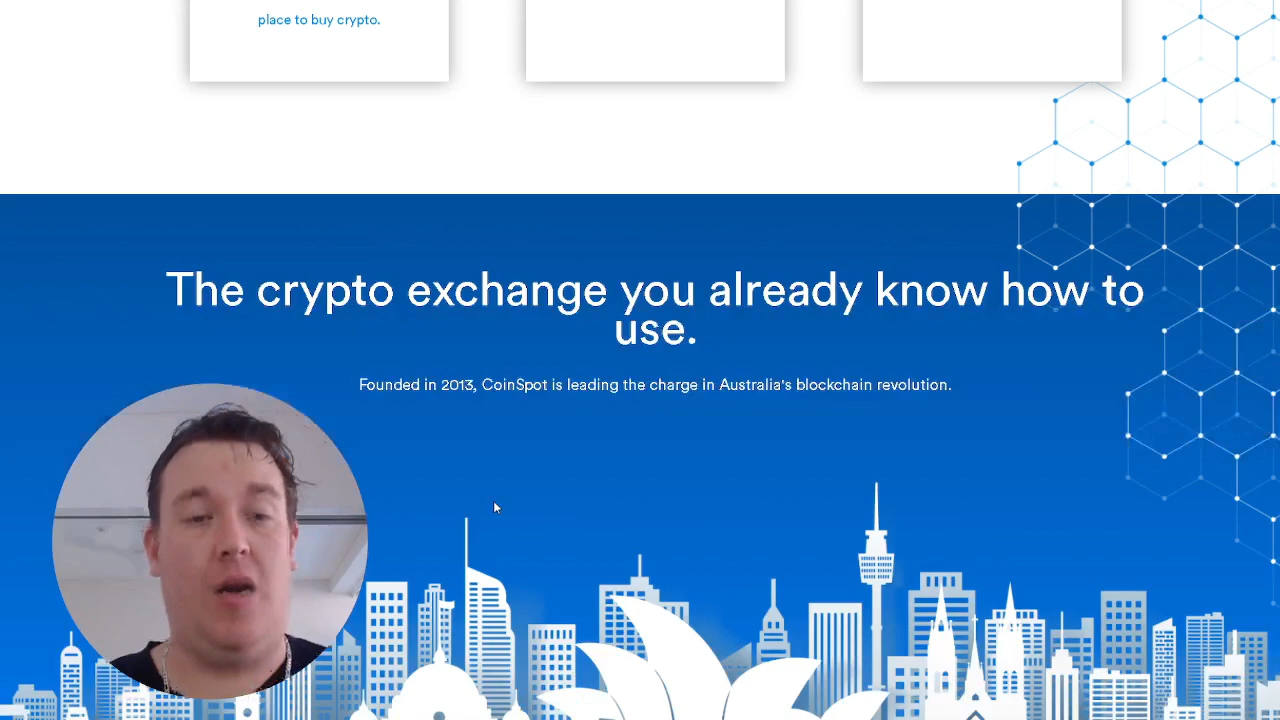 place to buy crypto.
The crypto exchange you already know how to
use.
Founded in 2013, CoinSpot is leading the charge in Australia's blockchain revolution.